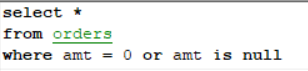 select *
from orders
where amt = 0 or amt is null